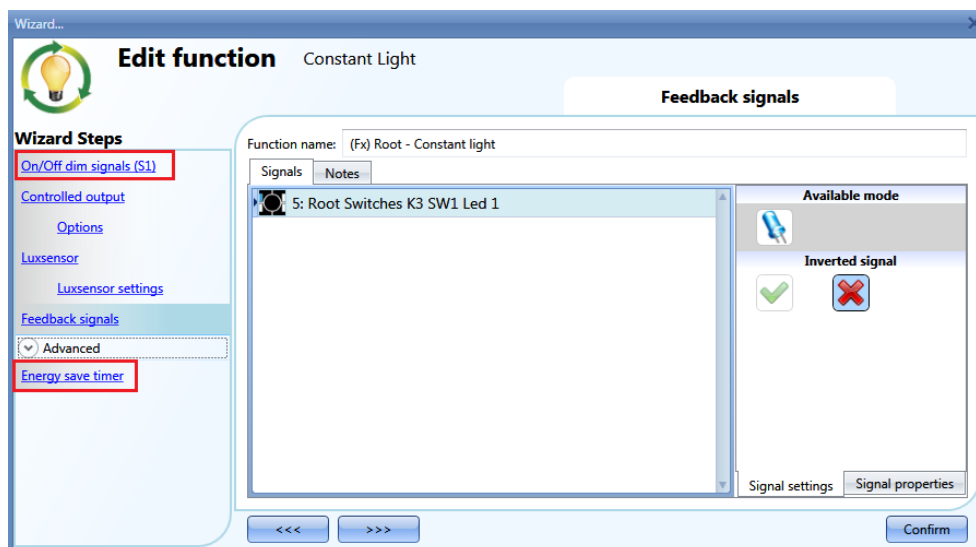 Wizard...
Edit function Constant Light
Feedback signals
Wizard Steps
On/Off dim signals (S1)
Controlled output
Options
Luxsensor
Luxsensor settings
Feedback signals
Advanced
Energy save timer
Function name: (Fx) Root - Constant light
Signals Notes
5: Root Switches K3 SW1 Led 1
Available mode
Inverted signal
Signal settings Signal properties
<<< >>> Confirm